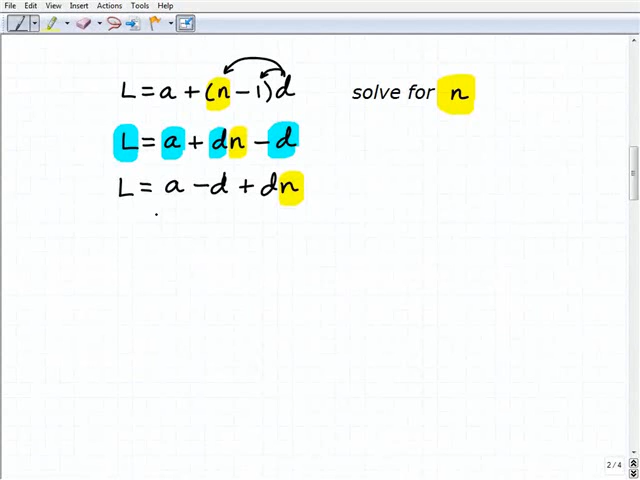 File Edit View Insert Actions Tools Help
L = a + (n - 1)d solve for n
L = a + dn - d
L = a - d + dn
2 / 4